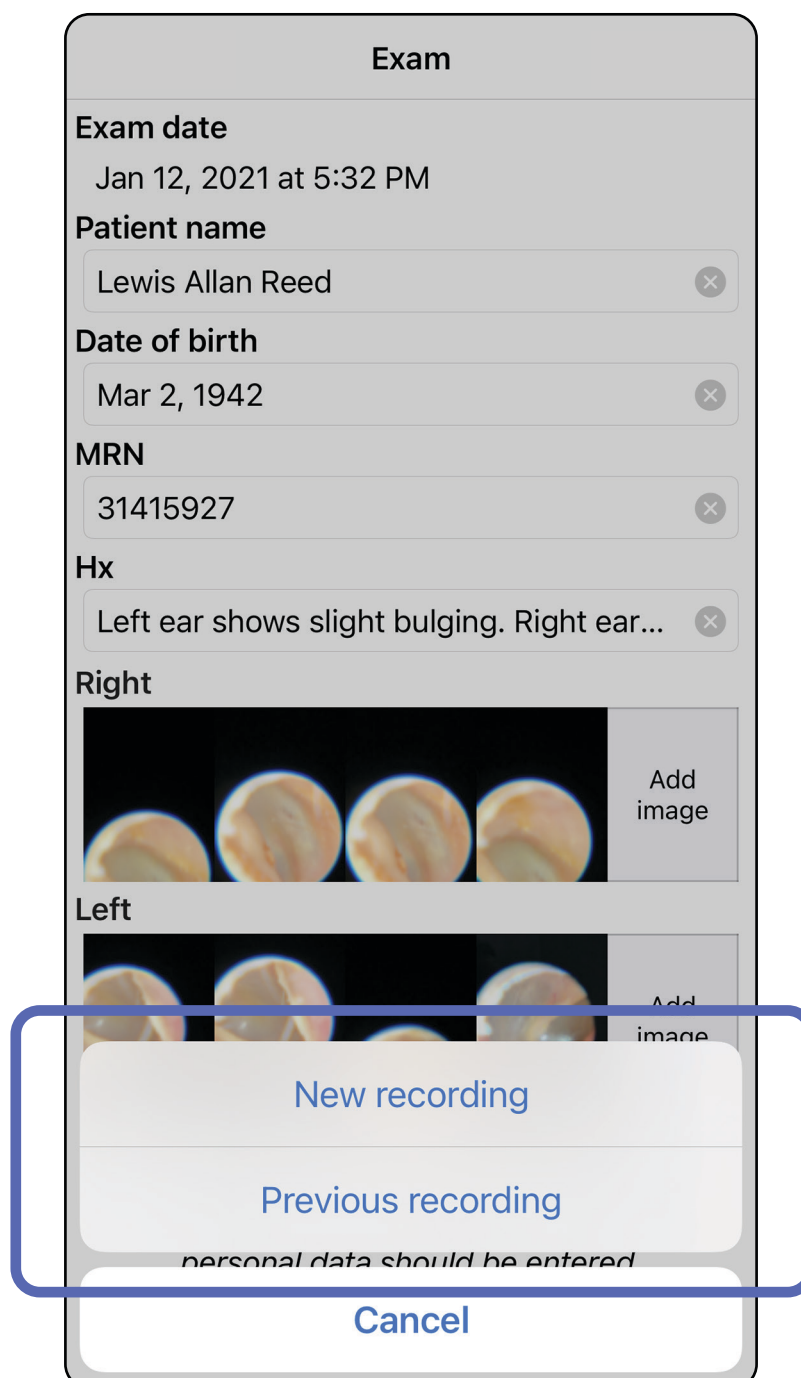 Exam
Exam date
Jan 12, 2021 at 5:32 PM
Patient name
Lewis Allan Reed
Date of birth
Mar 2, 1942
MRN
31415927
Hx
Left ear shows slight bulging. Right ear...
Right
Add
image
Left
Add
image
New recording
Previous recording
personal data should be entered
Cancel